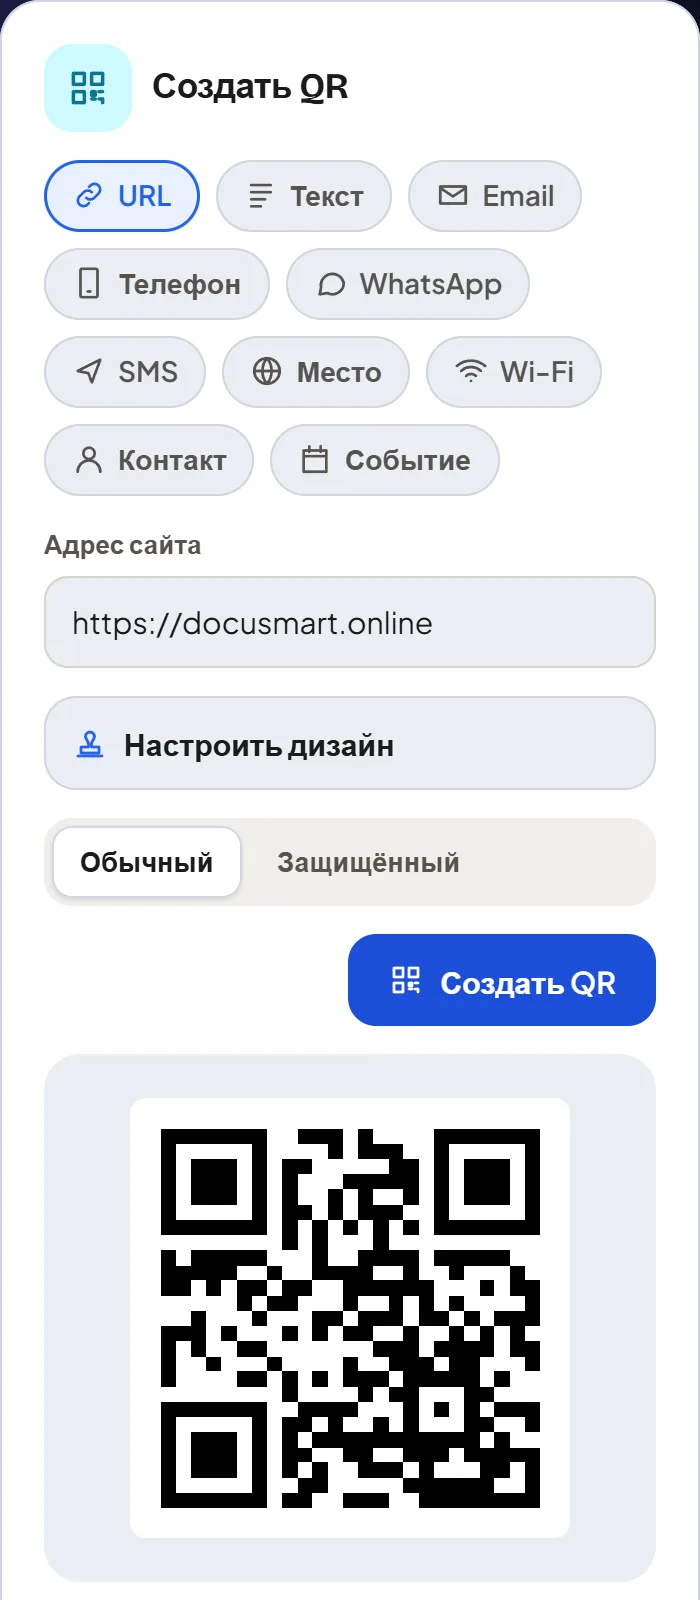 Создать QR
URL
Текст
Email
Телефон
WhatsApp
SMS
Место
Wi-Fi
Контакт
Событие
Адрес сайта
https://docusmart.online
Настроить дизайн
Обычный
Защищённый
Создать QR